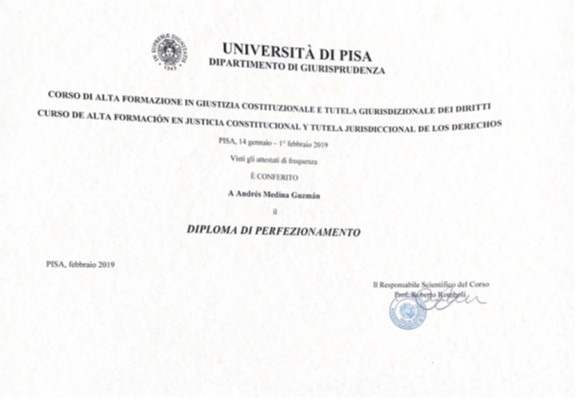 UNIVERSITÀ DI PISA
DIPARTIMENTO DI GIURISPRUDENZA
CORSO DI ALTA FORMAZIONE IN GIUSTIZIA COSTITUZIONALE E TUTELA GIURISDIZIONALE DEI DIRITTI
CURSO DE ALTA FORMACIÓN EN JUSTICIA CONSTITUCIONAL Y TUTELA JURISDICCIONAL DE LOS DERECHOS
PISA, 14 gennaio – 1° febbraio 2019
Visti gli attestati di frequenza
È CONFERITO
A Andrés Medina Guzmán
il
DIPLOMA DI PERFEZIONAMENTO
PISA, febbraio 2019
Il Responsabile Scientifico del Corso
Prof. Roberto Romboli